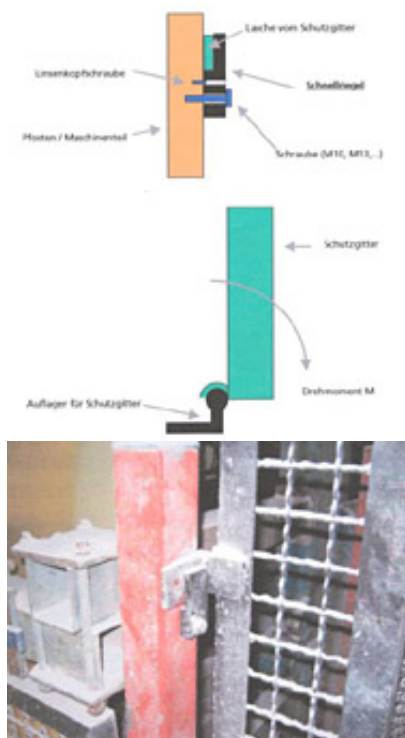 Lasche vom Schutzgitter
Linsenkopfschraube
Schnellriegel
Pfosten / Maschinenteil
Schraube (M10, M13,...)
Schutzgitter
Drehmoment M
Auflager für Schutzgitter